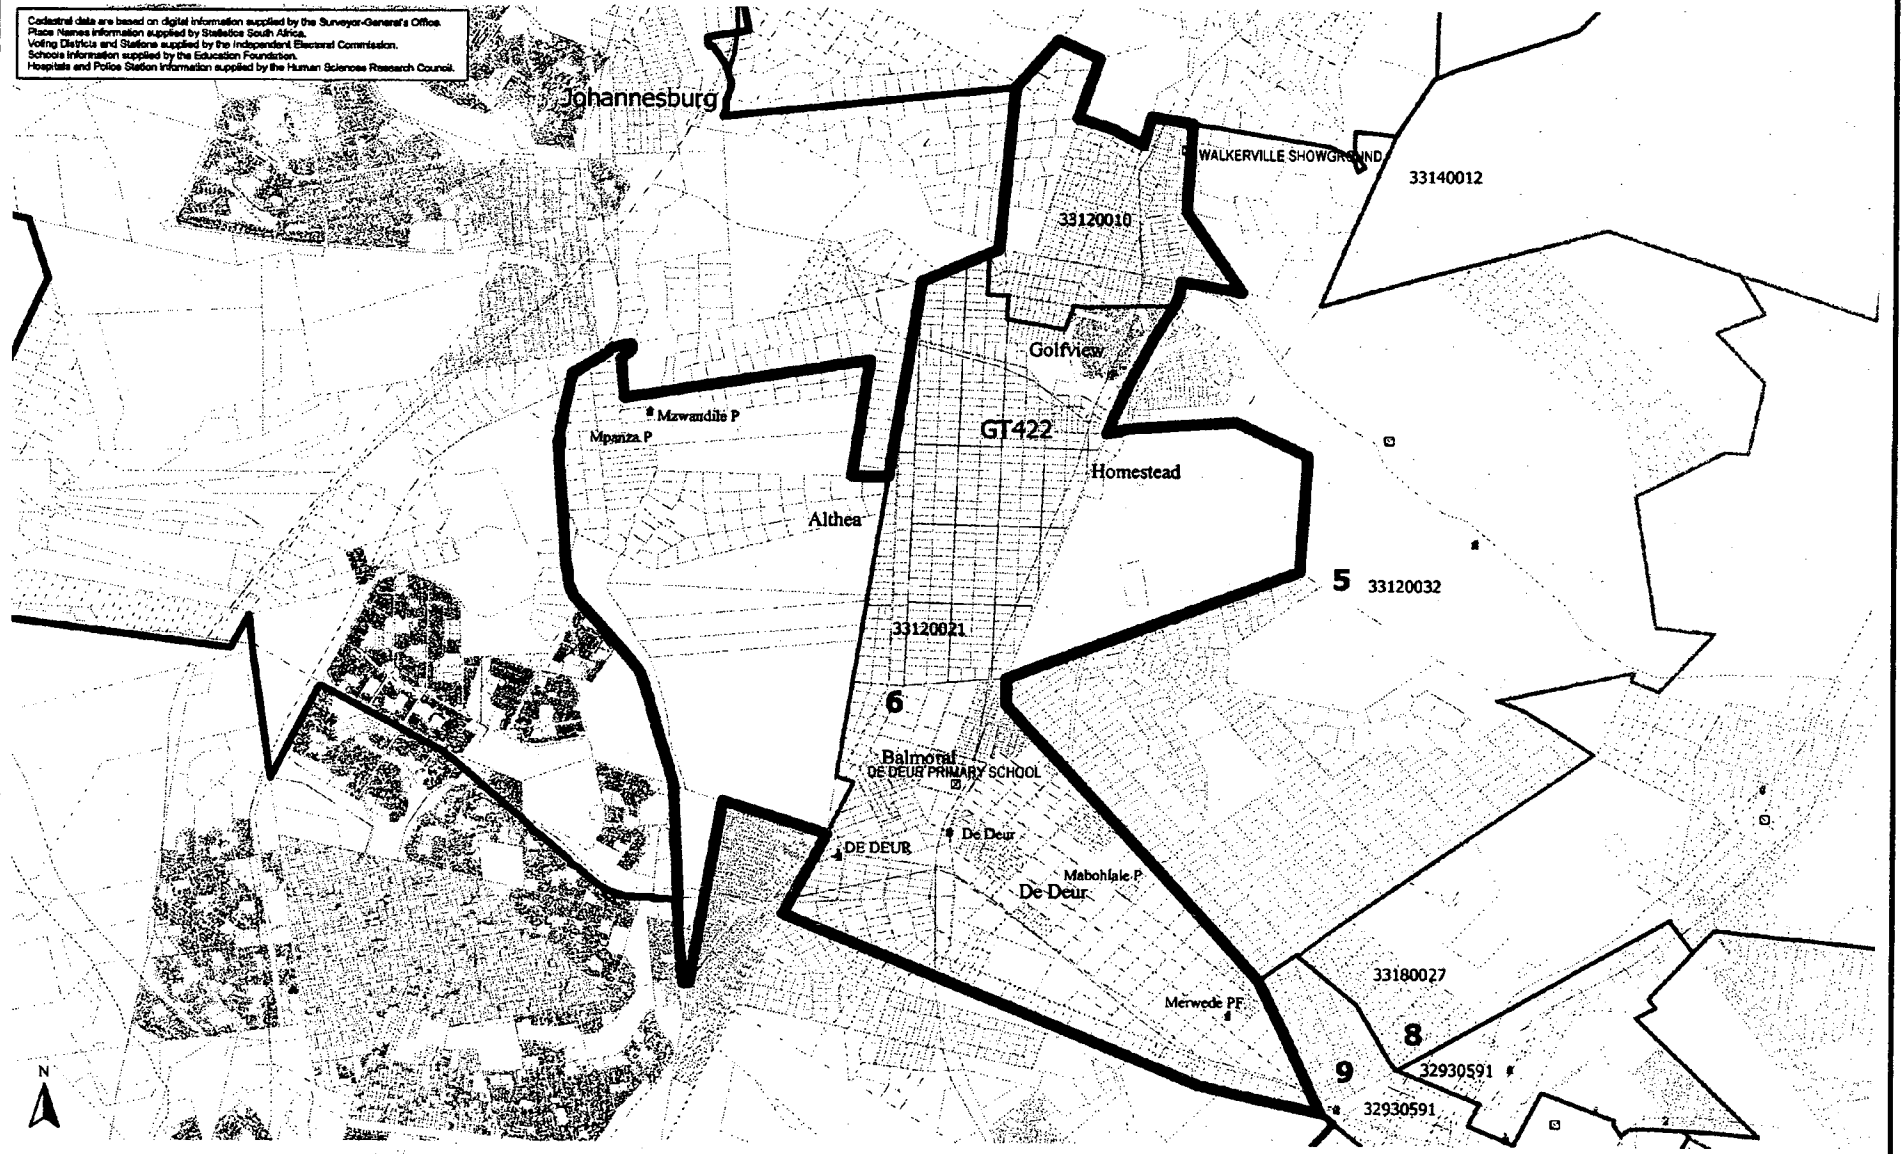 Cadastral data are based on digital information supplied by the Surveyor-General's Office.
Place Names information supplied by Statistics South Africa.
Voting Districts and Stations supplied by the Independent Electoral Commission.
Schools information supplied by the Education Foundation.
Hospitals and Police Station information supplied by the Human Sciences Research Council.
Johannesburg
WALKERVILLE SHOWGROUND
33140012
33120010
Golfview
Mzwandile P
Mpanza P
GT422
Homestead
Althea
5
33120032
33120021
6
Balmoral
DE DEUR PRIMARY SCHOOL
De Deur
DE DEUR
Mabohlale P
De Deur
33180027
Merwede PF
8
9
32930591
32930591
N
2